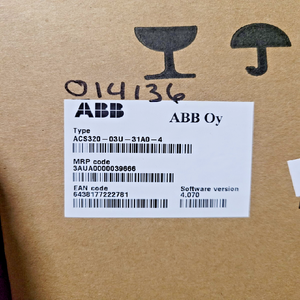 014136
ABB
ABB Oy
Type
ACS320-03U-31A0-4
MRP code
3AUA0000039666
EAN code
Software version
6438177222781
4.070